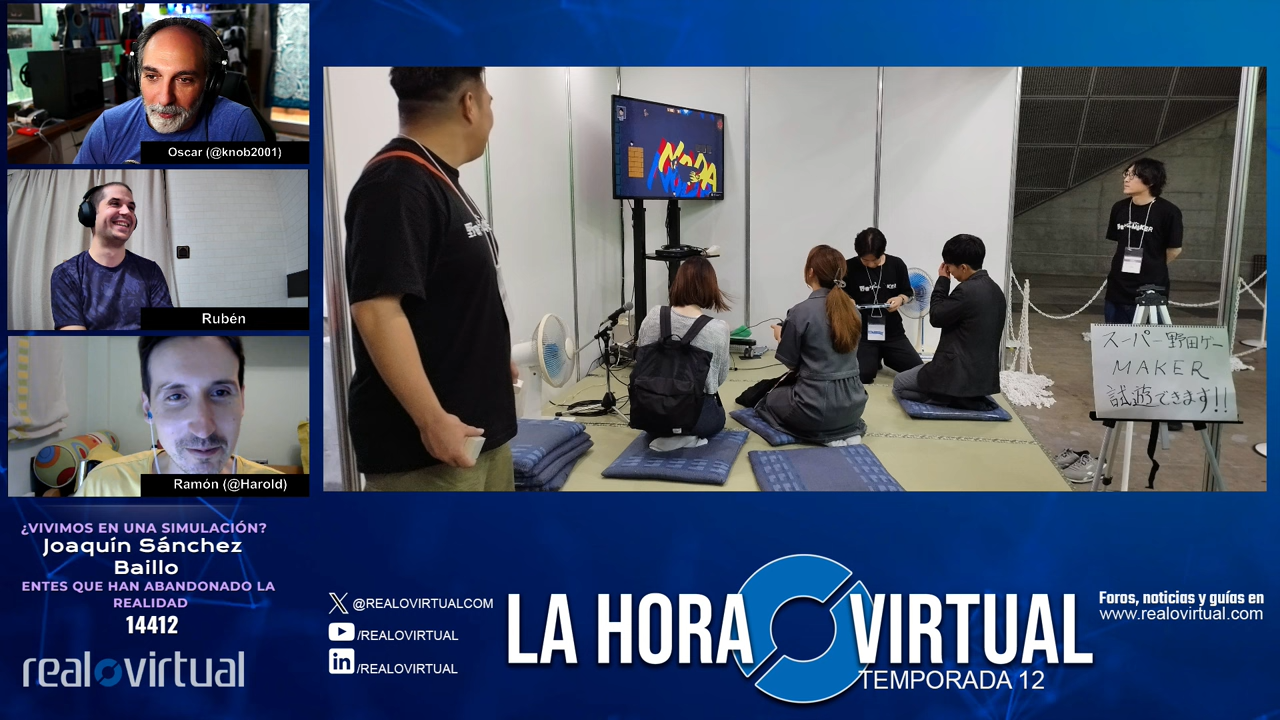 Oscar (@knob2001)
Rubén
Ramón (@Harold)
¿VIVIMOS EN UNA SIMULACIÓN?
Joaquín Sánchez
Baillo
ENTES QUE HAN ABANDONADO LA
REALIDAD
14412
realovirtual
スーパー野田ゲー
MAKER
試遊できます!!
@REALOVIRTUALCOM
/REALOVIRTUAL
/REALOVIRTUAL
LA HORA VIRTUAL
TEMPORADA 12
Foros, noticias y guías en
www.realovirtual.com